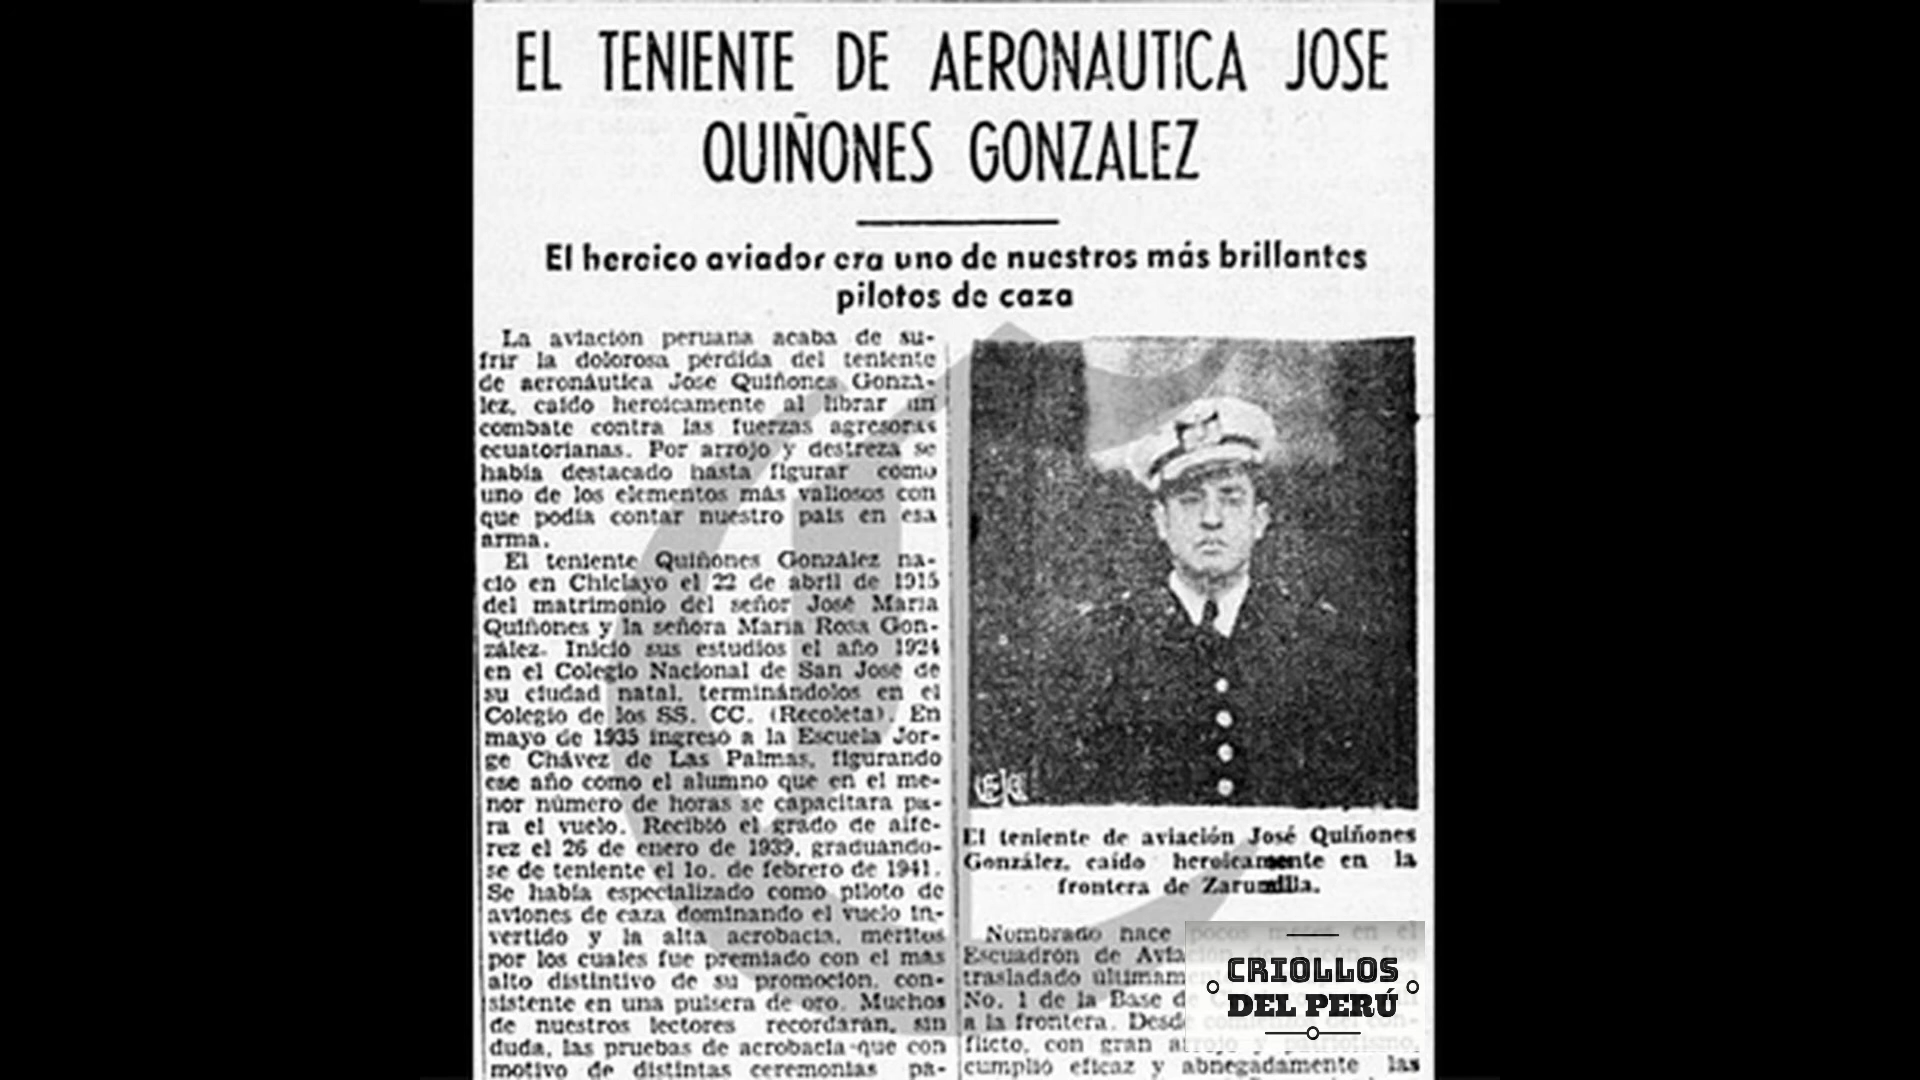 EL TENIENTE DE AERONAUTICA JOSE
QUIÑONES GONZALEZ
El heroico aviador era uno de nuestros más brillantes
pilotos de caza
La aviación peruana acaba de su-
frir la dolorosa pérdida del teniente
de aeronáutica José Quiñones Gonzá-
lez, caído heroicamente al librar un
combate contra las fuerzas agresoras
ecuatorianas. Por arrojo y destreza se
había destacado hasta figurar como
uno de los elementos más valiosos con
que podía contar nuestro país en esa
arma.
El teniente Quiñones González na-
ció en Chiclayo el 22 de abril de 1915
del matrimonio del señor José María
Quiñones y la señora María Rosa Gon-
zález. Inició sus estudios el año 1924
en el Colegio Nacional de San José de
su ciudad natal, terminándolos en el
Colegio de los SS. CC. (Recoleta). En
mayo de 1935 ingresó a la Escuela Jor-
ge Chávez de Las Palmas, figurando
ese año como el alumno que en el me-
nor número de horas se capacitara pa-
ra el vuelo. Recibió el grado de alfé-
rez el 26 de enero de 1939, graduándo-
se de teniente el 1o. de febrero de 1941.
Se había especializado como piloto de
aviones de caza dominando el vuelo in-
vertido y la alta acrobacia, méritos
por los cuales fue premiado con el más
alto distintivo de su promoción, con-
sistente en una pulsera de oro. Muchos
de nuestros lectores recordarán, sin
duda, las pruebas de acrobacia que con
motivo de distintas ceremonias pa-
El teniente de aviación José Quiñones
González, caído heroicamente en la
frontera de Zarumilla.
Nombrado hace pocos meses en el
Escuadrón de Aviación de Ancón fue
trasladado últimam
No. 1 de la Base de
a la frontera. Desde comienzos del con-
flicto, con gran arrojo y patriotismo,
cumplió eficaz y abnegadamente las
CRIOLLOS
DEL PERÚ